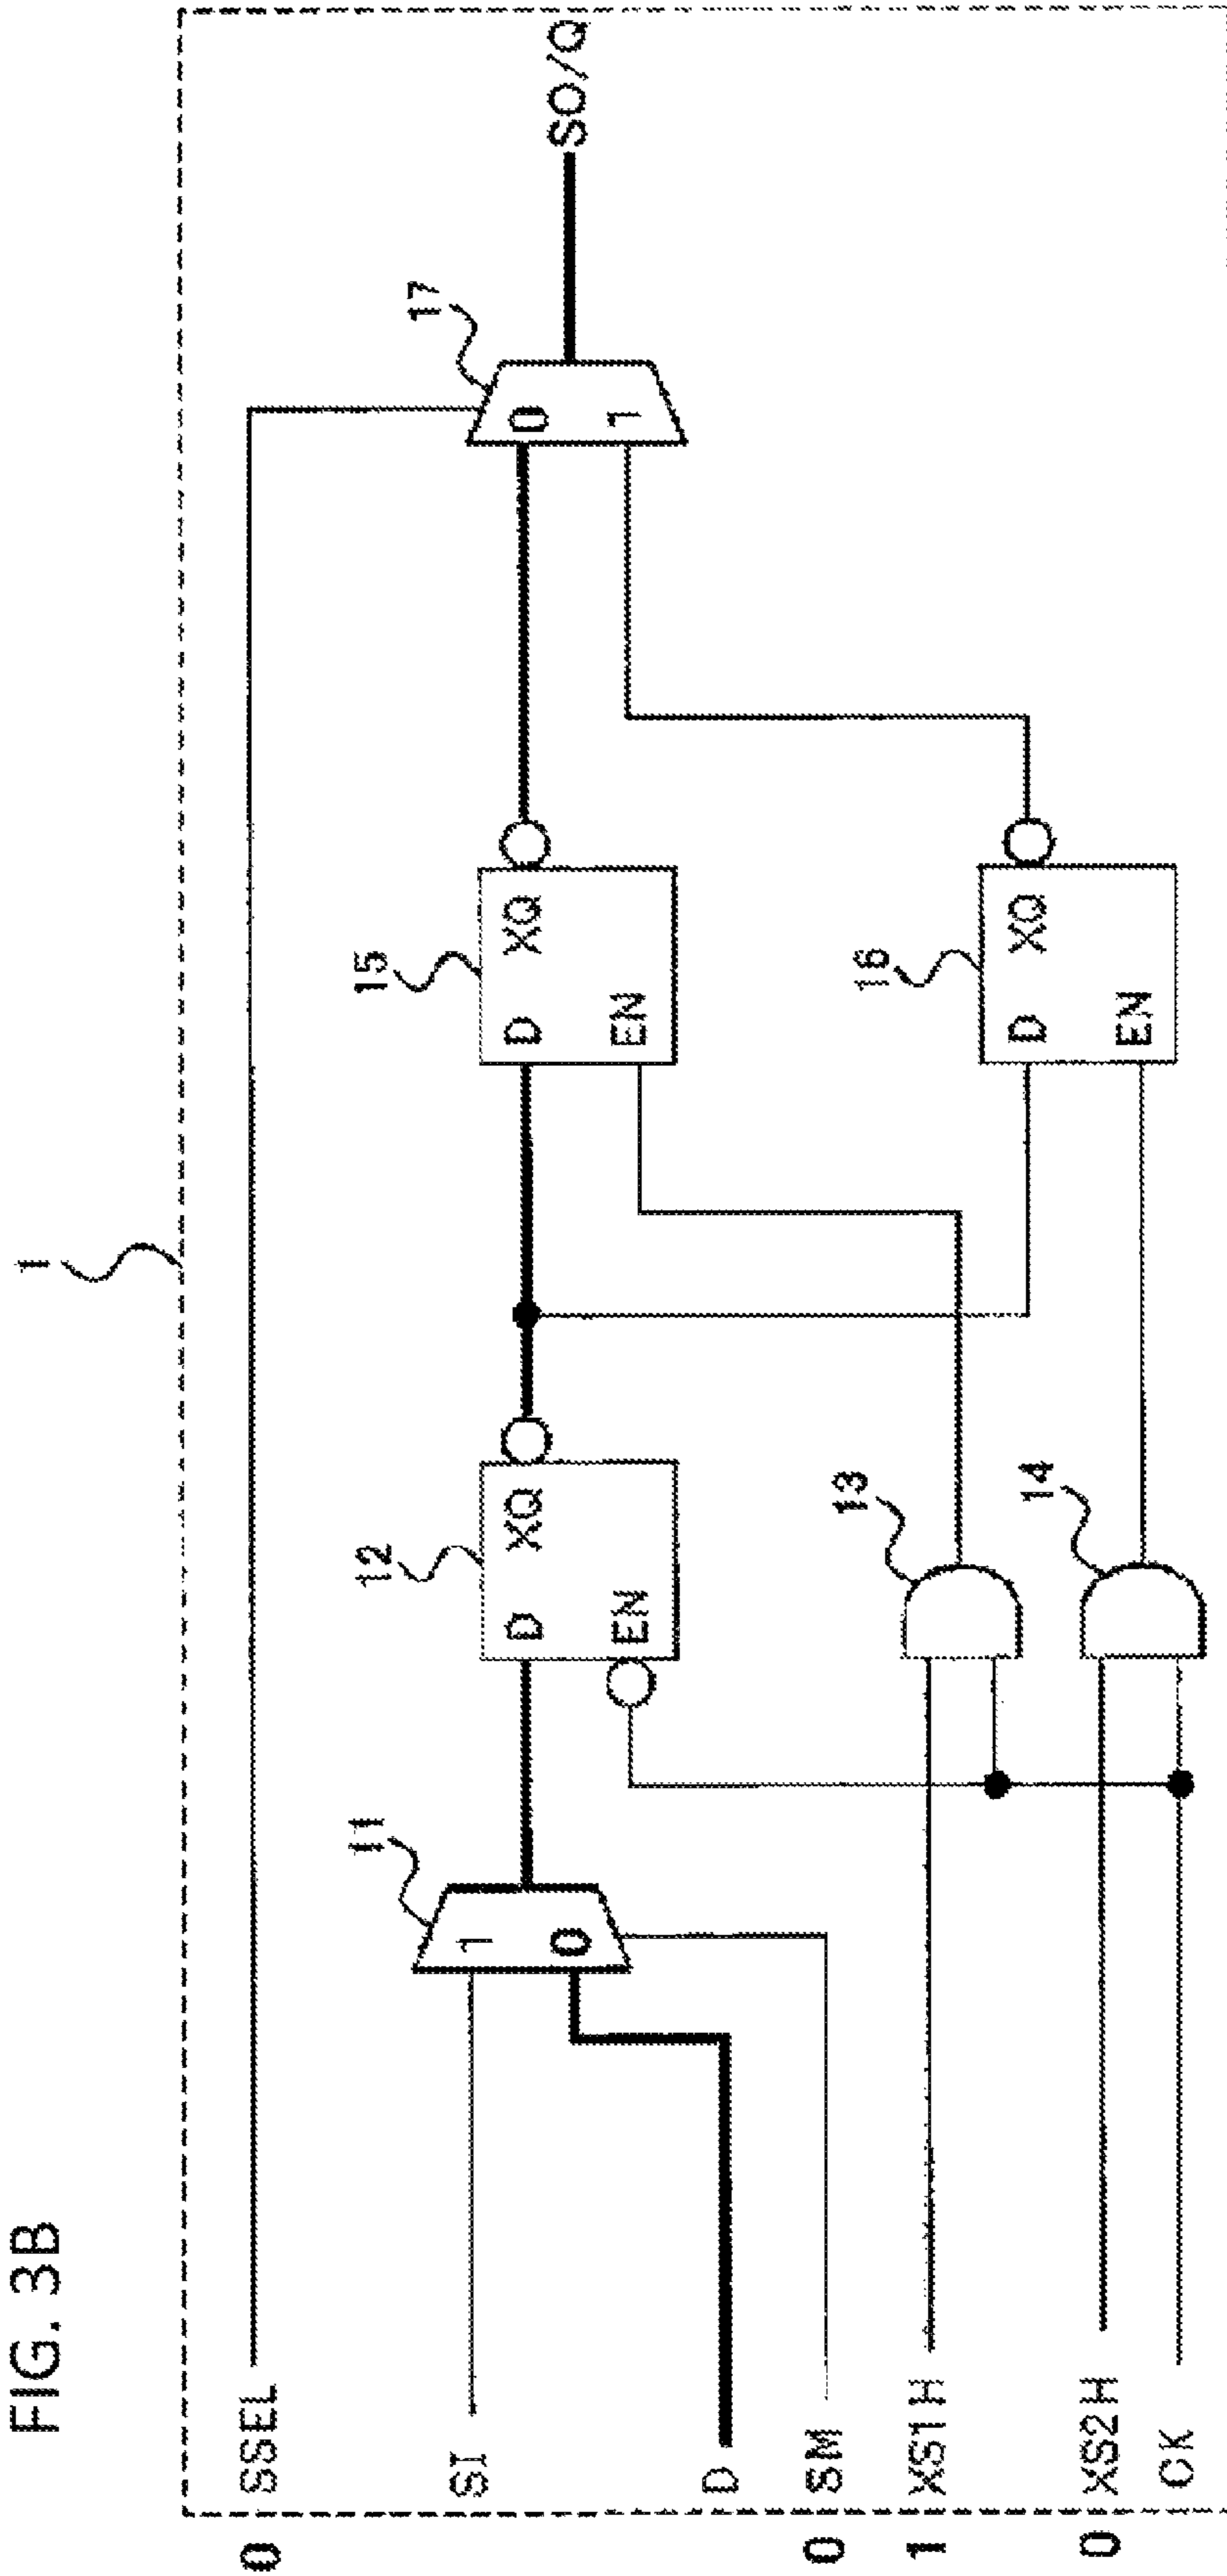 FIG. 3B
1
0 SSEL
SI
D
0 SM
1 XS1H
0 XS2H
CK
11
1
0
12
D XQ
EN
13
14
15
D XQ
EN
16
D XQ
EN
17
0
1
SO/Q